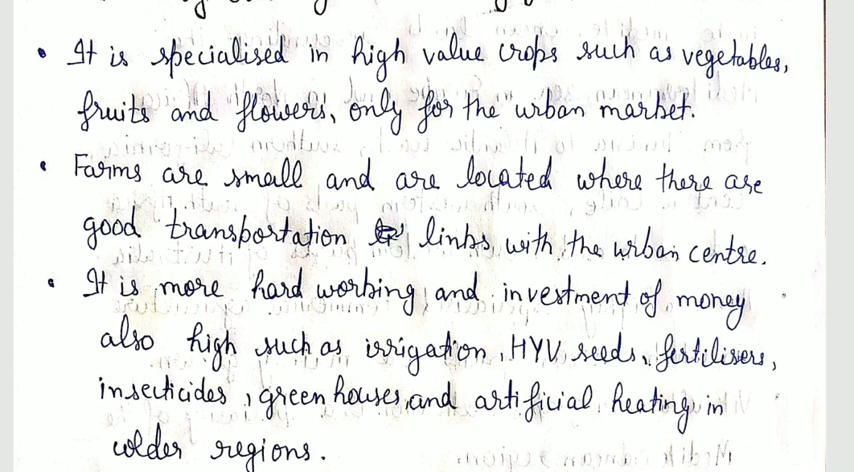 • It is specialised in high value crops such as vegetables,
fruits and flowers, only for the urban market.
• Farms are small and are located where there are
good transportation links with the urban centre.
• It is more hard working and investment of money
also high such as irrigation, HYV seeds, fertilisers,
insecticides, green houses and artificial heating in
colder regions.